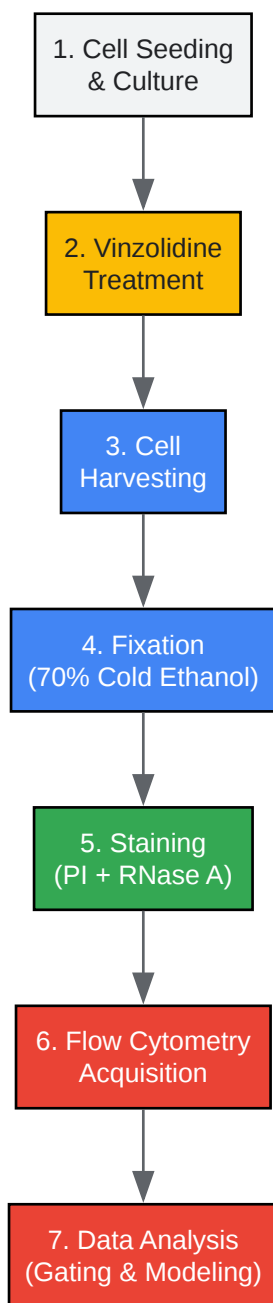 1. Cell Seeding
& Culture
2. Vinzolidine
Treatment
3. Cell
Harvesting
4. Fixation
(70% Cold Ethanol)
5. Staining
(PI + RNase A)
6. Flow Cytometry
Acquisition
7. Data Analysis
(Gating & Modeling)